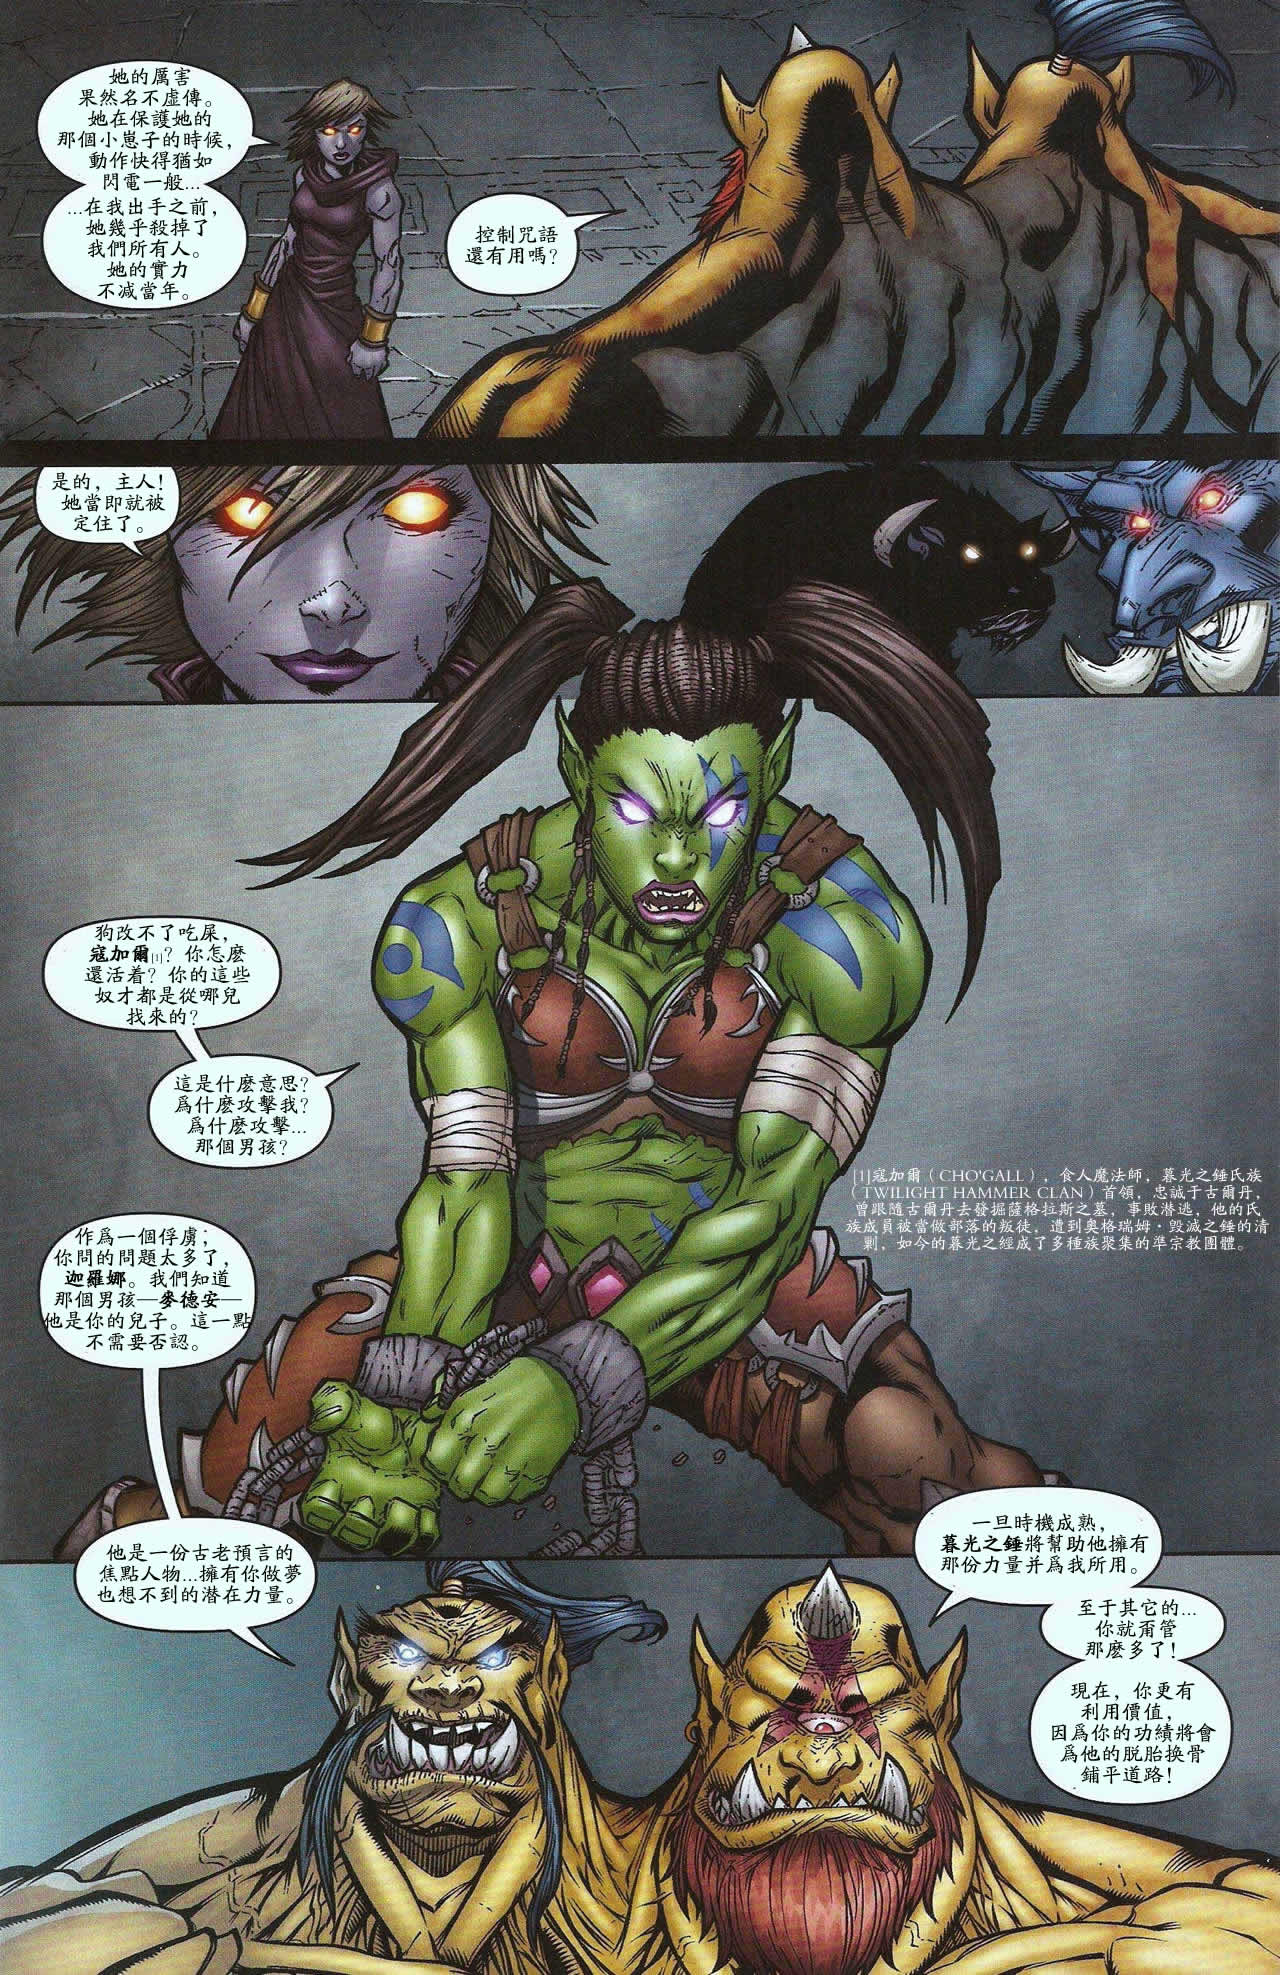 她的厲害
果然名不虛傳。
她在保護她的
那個小崽子的時候，
動作快得猶如
閃電一般...
...在我出手之前，
她幾乎殺掉了
我們所有人。
她的實力
不減當年。
控制咒語
還有用嗎？
是的，主人！
她當即就被
定住了。
狗改不了吃屎，
寇加爾[1]？你怎麽
還活着？你的這些
奴才都是從哪兒
找來的？
這是什麽意思？
爲什麽攻擊我？
爲什麽攻擊...
那個男孩？
[1]寇加爾（CHO'GALL），食人魔法師，暮光之錘氏族
（TWILIGHT HAMMER CLAN）首領，忠誠于古爾丹，
曾跟隨古爾丹去發掘薩格拉斯之墓，事敗潜逃，他的氏
族成員被當做部落的叛徒，遭到奥格瑞姆·毁滅之錘的清
剿，如今的暮光之經成了多種族聚集的準宗教團體。
作爲一個俘虜；
你問的問題太多了，
迦羅娜。我們知道
那個男孩—麥德安—
他是你的兒子。這一點
不需要否認。
他是一份古老預言的
焦點人物...擁有你做夢
也想不到的潜在力量。
一旦時機成熟，
暮光之錘將幫助他擁有
那份力量并爲我所用。
至于其它的...
你就甭管
那麽多了！
現在，你更有
利用價值，
因爲你的功績將會
爲他的脱胎换骨
鋪平道路！